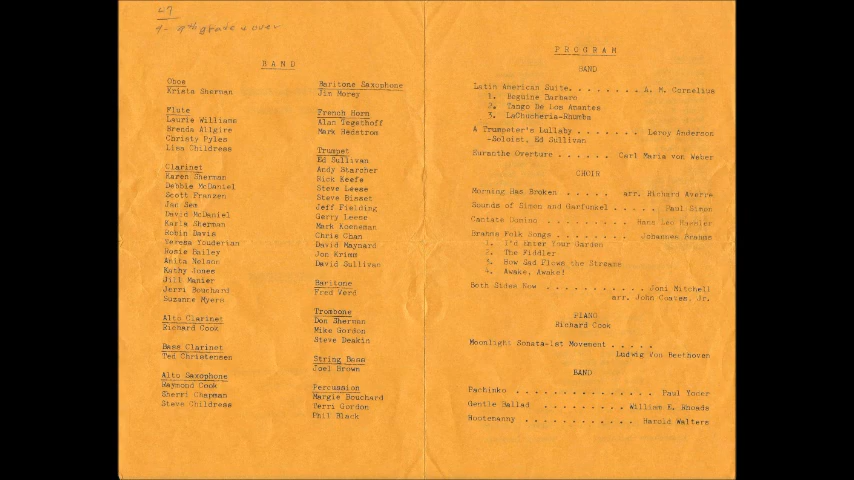 49
4- 9th grade & over
BAND
Oboe
Krista Sherman
Flute
Laurie Williams
Brenda Allgire
Christy Pyles
Lisa Childress
Clarinet
Karen Sherman
Debbie McDaniel
Scott Franzen
Jan Sem
David McDaniel
Karla Sherman
Robin Davis
Teresa Youderian
Rosie Bailey
Anita Nelson
Kathy Jones
Jill Manier
Jerri Bouchard
Suzanne Myers
Alto Clarinet
Richard Cook
Bass Clarinet
Ted Christensen
Alto Saxophone
Raymond Cook
Sherri Charman
Steve Childress
Baritone Saxophone
Jim Morey
French Horn
Alan Tegethoff
Mark Hedstrom
Trumpet
Ed Sullivan
Andy Starcher
Rick Keefe
Steve Leese
Steve Bisset
Jeff Fielding
Gerry Leese
Mark Koenemann
Chris Chan
David Maynard
Jon Krimm
David Sullivan
Baritone
Fred Verd
Trombone
Don Sherman
Mike Gordon
Steve Deakin
String Bass
Joel Brown
Percussion
Margie Bouchard
Terri Gordon
Phil Black
PROGRAM
BAND
Latin American Suite. . . . . . . . . A. M. Cornelius
1. Beguine Barbaro
2. Tango De Los Amantes
3. LaChucheria-Rhumba
A Trumpeter's Lullaby . . . . . . . . Leroy Anderson
-Soloist, Ed Sullivan
Euranthe Overture . . . . . . Carl Maria von Weber
CHOIR
Morning Has Broken . . . . . arr. Richard Averre
Sounds of Simon and Garfunkel . . . . . Paul Simon
Cantate Domino . . . . . . . Hans Leo Hassler
Brahms Folk Songs . . . . . . . . Johannes Brahms
1. I'd Enter Your Garden
2. The Fiddler
3. How Sad Flows the Streams
4. Awake, Awake!
Both Sides Now . . . . . . . . . . . Joni Mitchell
arr. John Coates, Jr.
PIANO
Richard Cook
Moonlight Sonata-1st Movement . . . . .
Ludwig Von Beethoven
BAND
Pachinko . . . . . . . . . . . . . . . Paul Yoder
Gentle Ballad . . . . . . . . . . William E. Rhoads
Hootenanny . . . . . . . . . . . . Harold Walters